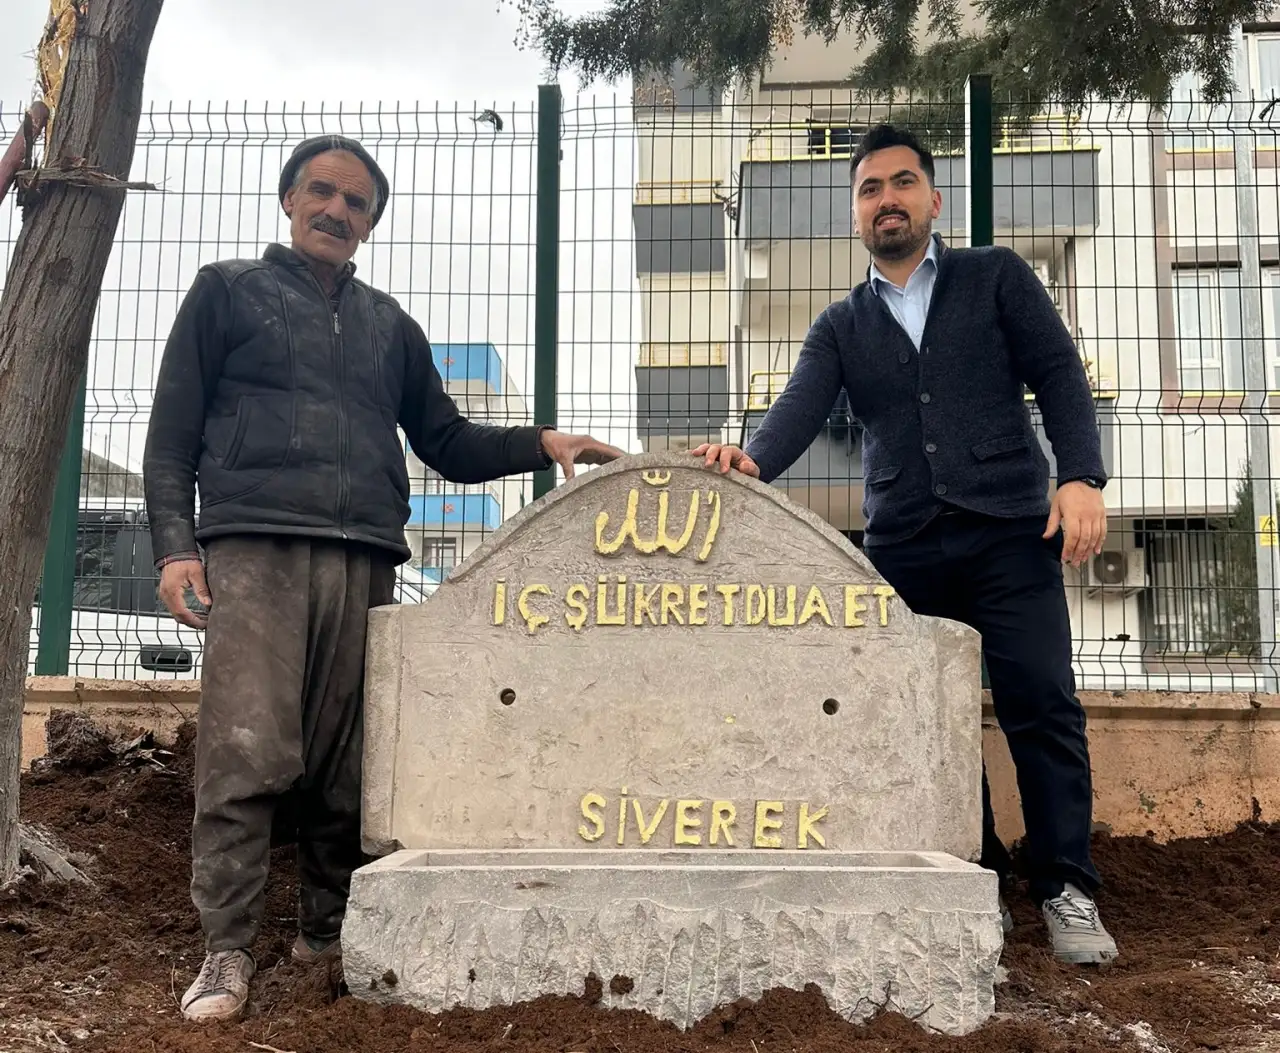 الله
İÇ ŞÜKRET DUA ET
SİVEREK